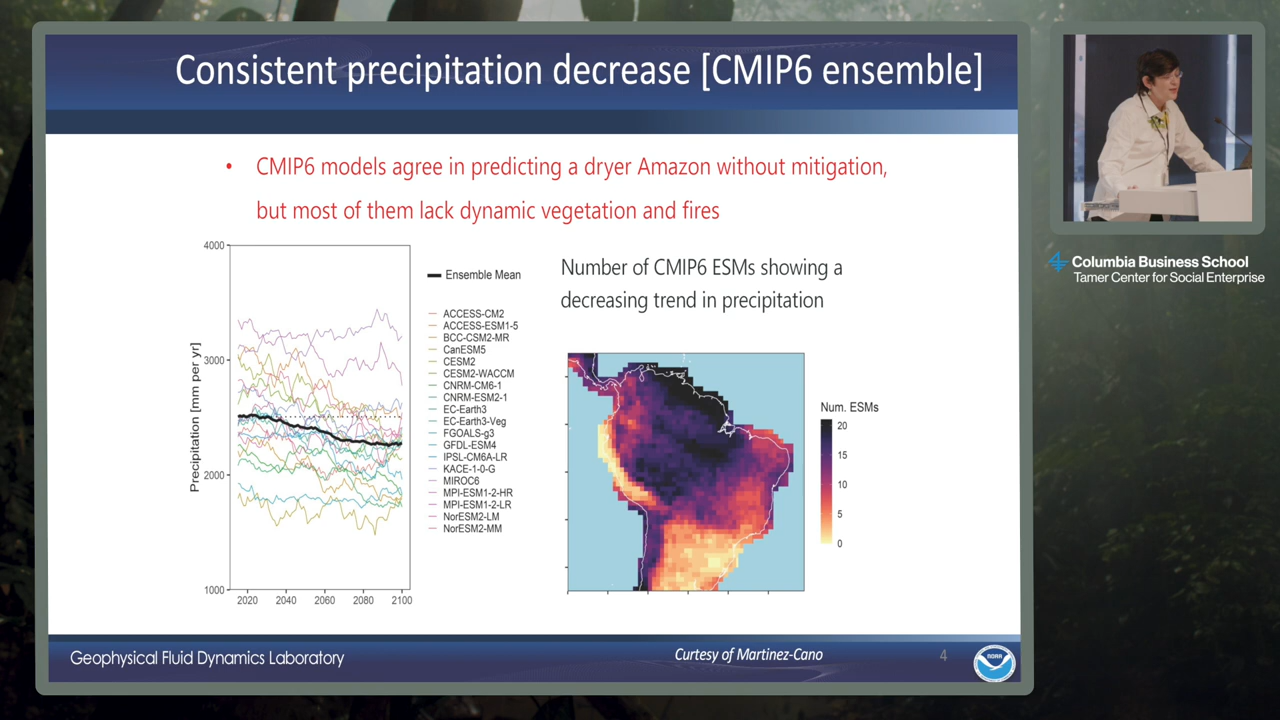 Consistent precipitation decrease [CMIP6 ensemble]
• CMIP6 models agree in predicting a dryer Amazon without mitigation,
but most of them lack dynamic vegetation and fires
4000
3000
2000
1000
Precipitation [mm per yr]
2020 2040 2060 2080 2100
Ensemble Mean
ACCESS-CM2
ACCESS-ESM1-5
BCC-CSM2-MR
CanESM5
CESM2
CESM2-WACCM
CNRM-CM6-1
CNRM-ESM2-1
EC-Earth3
EC-Earth3-Veg
FGOALS-g3
GFDL-ESM4
IPSL-CM6A-LR
KACE-1-0-G
MIROC6
MPI-ESM1-2-HR
MPI-ESM1-2-LR
NorESM2-LM
NorESM2-MM
Number of CMIP6 ESMs showing a
decreasing trend in precipitation
Num. ESMs
20
15
10
5
0
Geophysical Fluid Dynamics Laboratory
Curtesy of Martinez-Cano
4
NOAA
Columbia Business School
Tamer Center for Social Enterprise